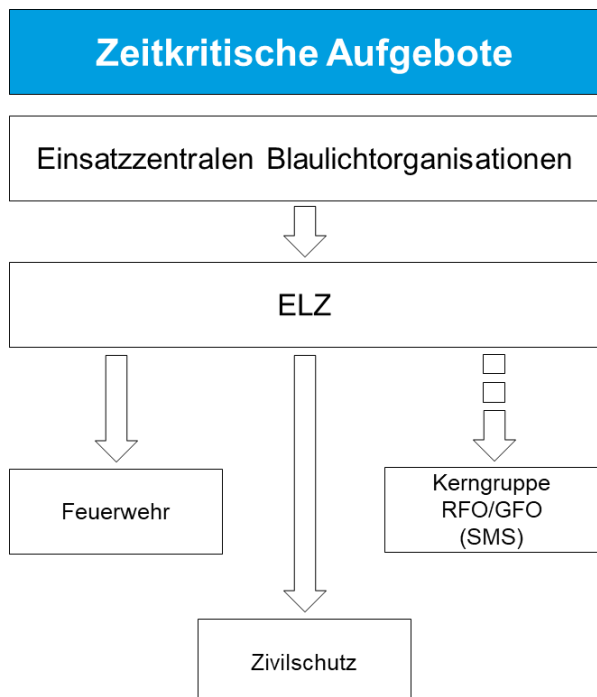 Zeitkritische Aufgebote
Einsatzzentralen Blaulichtorganisationen
ELZ
Feuerwehr
Kerngruppe
RFO/GFO
(SMS)
Zivilschutz